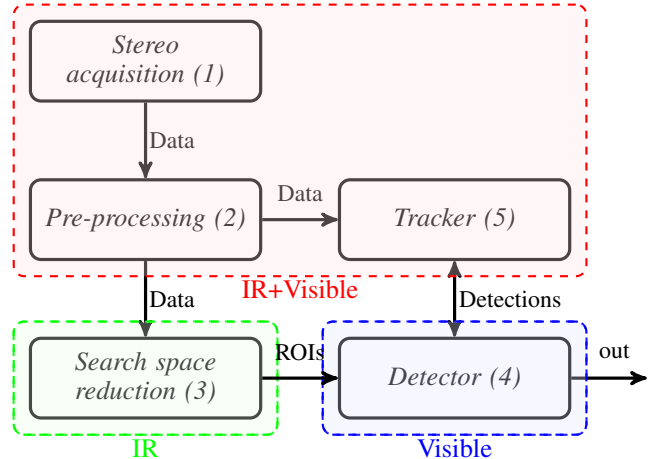 Stereo
acquisition (1)
Data
Data
Pre-processing (2)
Tracker (5)
IR+Visible
Data
Detections
Search space
reduction (3)
ROIs
Detector (4)
out
IR
Visible